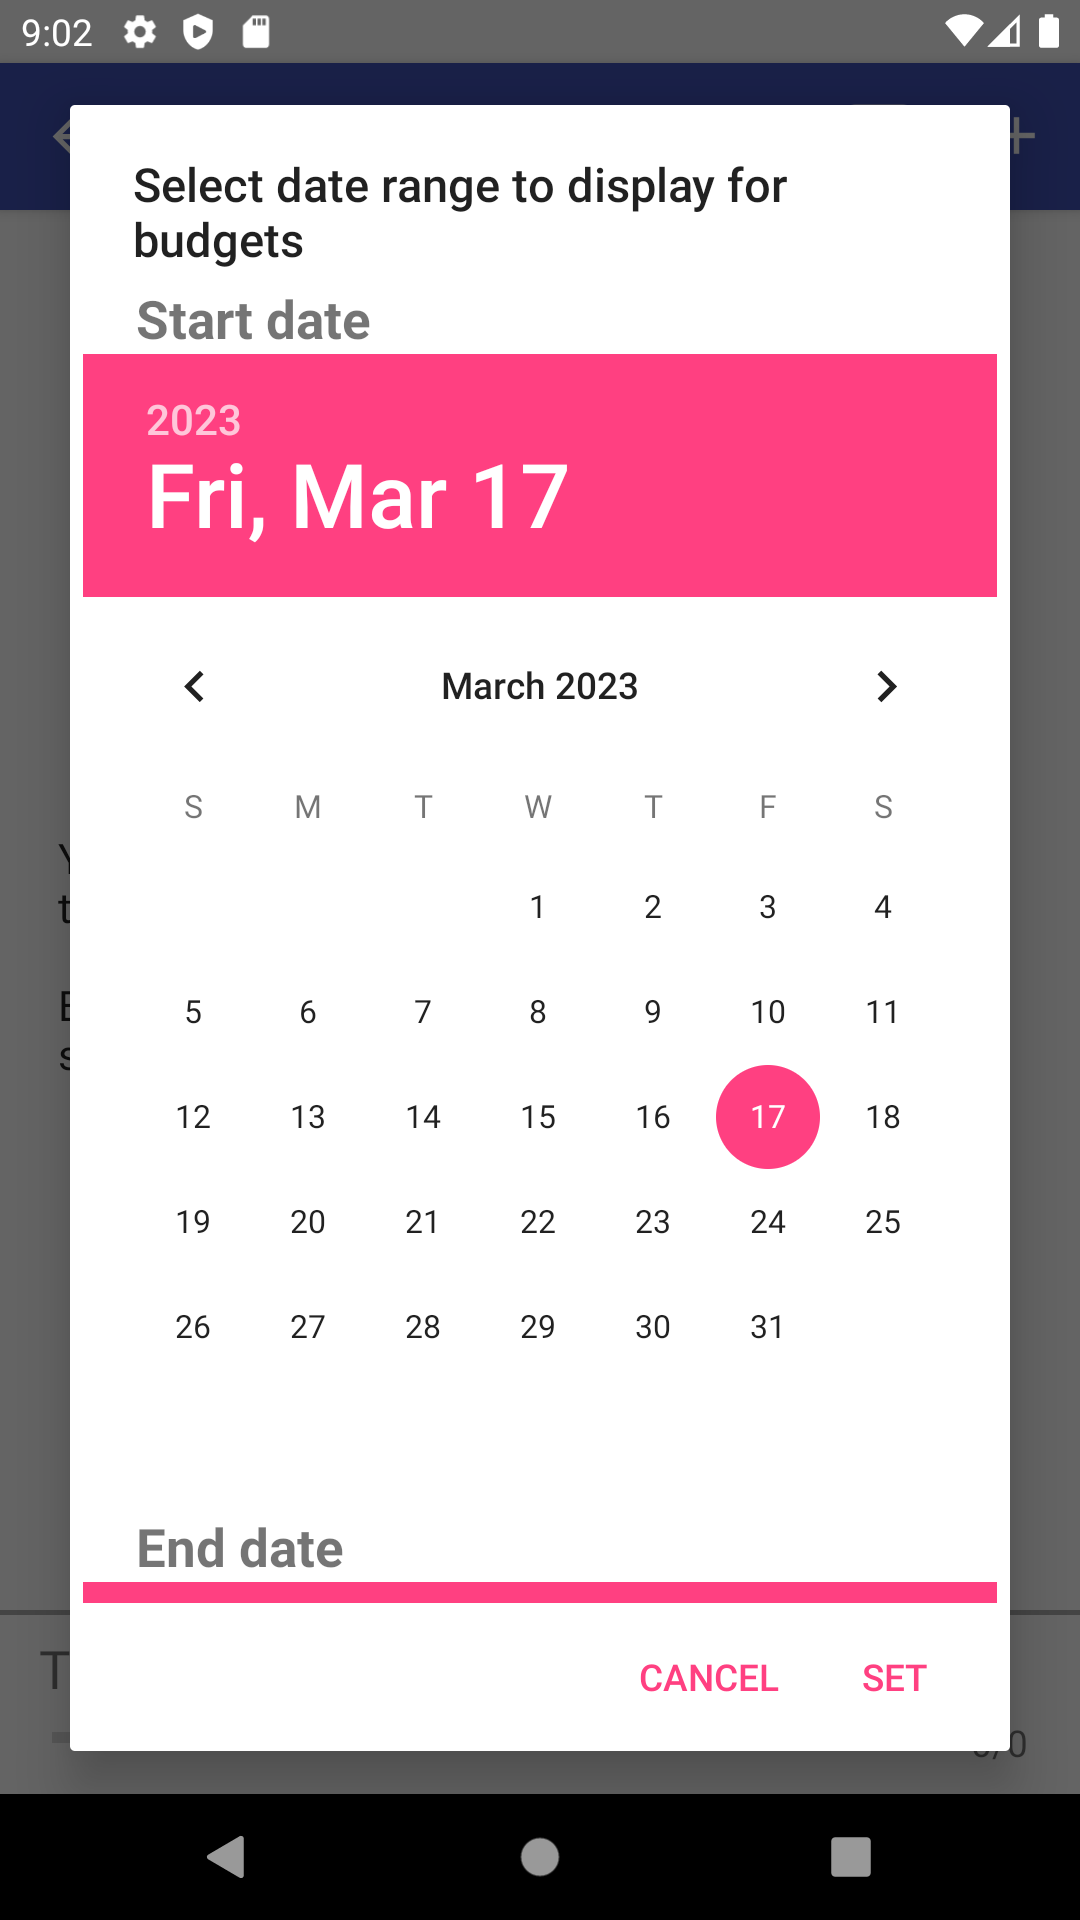 9:02
Select date range to display for
budgets
Start date
2023
Fri, Mar 17
March 2023
S M T W T F S
1 2 3 4
5 6 7 8 9 10 11
12 13 14 15 16 17 18
19 20 21 22 23 24 25
26 27 28 29 30 31
End date
CANCEL SET